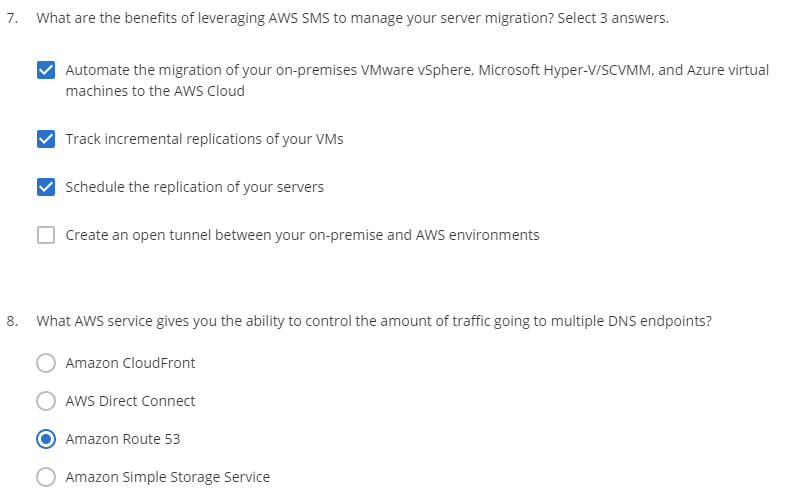 7. What are the benefits of leveraging AWS SMS to manage your server migration? Select 3 answers.
Automate the migration of your on-premises VMware vSphere, Microsoft Hyper-V/SCVMM, and Azure virtual
machines to the AWS Cloud
Track incremental replications of your VMs
Schedule the replication of your servers
Create an open tunnel between your on-premise and AWS environments
8. What AWS service gives you the ability to control the amount of traffic going to multiple DNS endpoints?
Amazon CloudFront
AWS Direct Connect
Amazon Route 53
Amazon Simple Storage Service